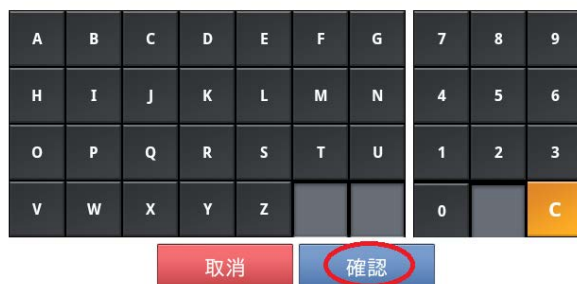 A B C D E F G 7 8 9
H I J K L M N 4 5 6
O P Q R S T U 1 2 3
V W X Y Z 0 C
取消 確認